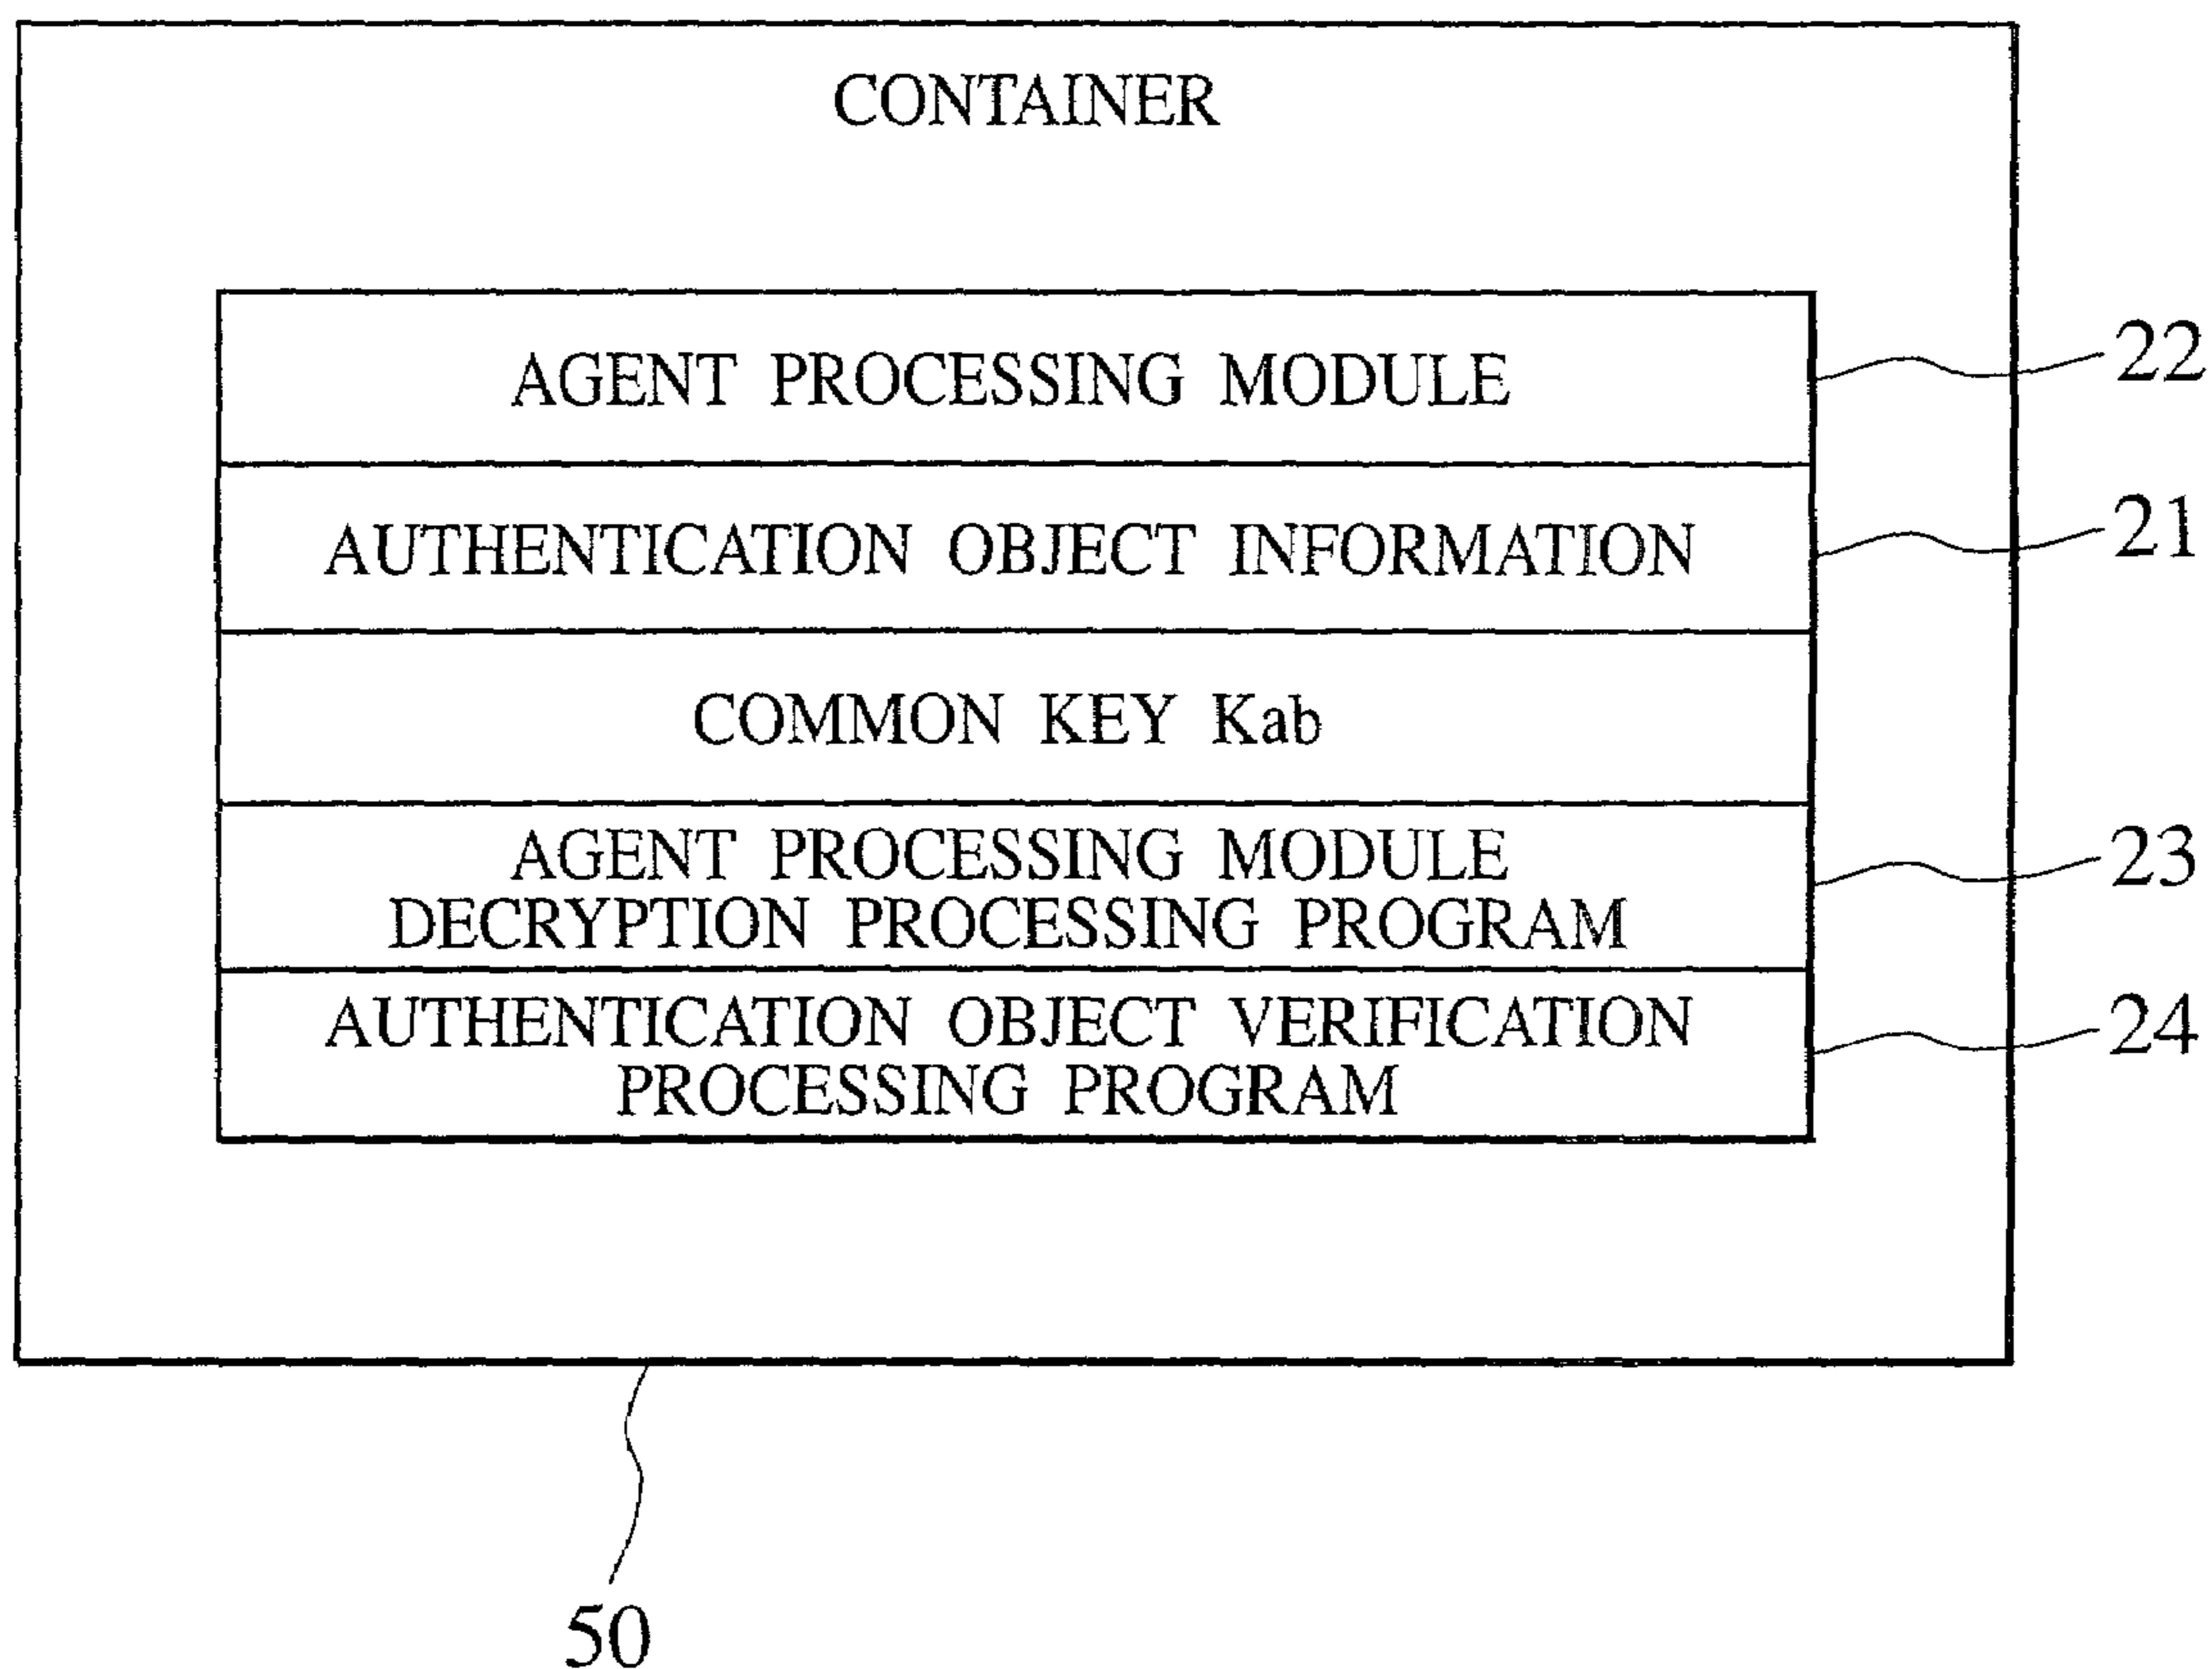 CONTAINER
AGENT PROCESSING MODULE
22
AUTHENTICATION OBJECT INFORMATION
21
COMMON KEY Kab
AGENT PROCESSING MODULE
DECRYPTION PROCESSING PROGRAM
23
AUTHENTICATION OBJECT VERIFICATION
PROCESSING PROGRAM
24
50